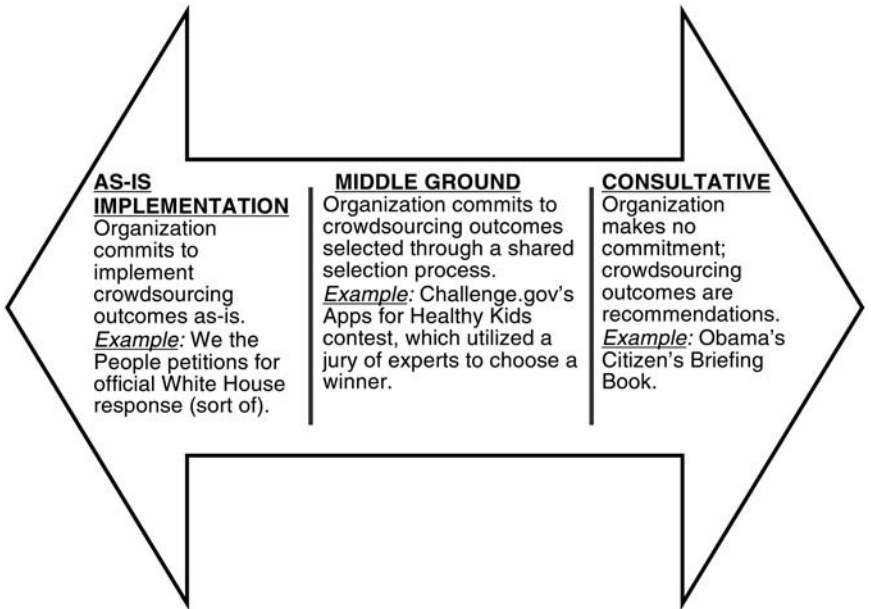 AS-IS
IMPLEMENTATION
Organization
commits to
implement
crowdsourcing
outcomes as-is.
Example: We the
People petitions for
official White House
response (sort of).
MIDDLE GROUND
Organization commits to
crowdsourcing outcomes
selected through a shared
selection process.
Example: Challenge.gov's
Apps for Healthy Kids
contest, which utilized a
jury of experts to choose a
winner.
CONSULTATIVE
Organization
makes no
commitment;
crowdsourcing
outcomes are
recommendations.
Example: Obama's
Citizen's Briefing
Book.